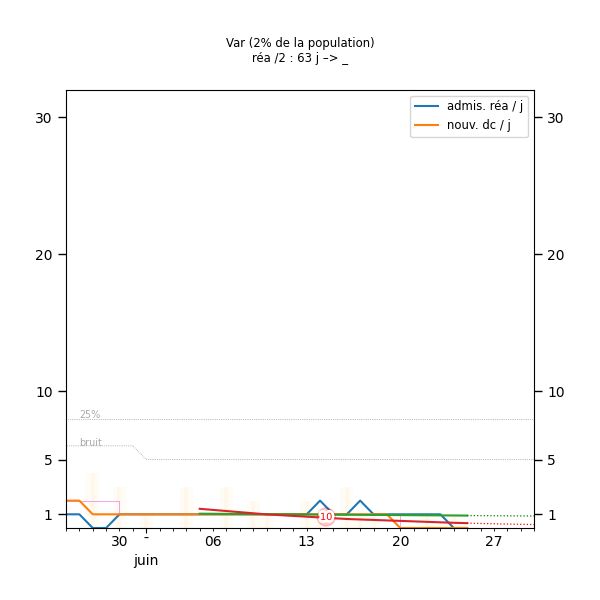 Var (2% de la population)
réa /2 : 63 j –> _
admis. réa / j
nouv. dc / j
30 30
20 20
10 10
25%
bruit
5 5
1 1
10
30 - 06 13 20 27
juin